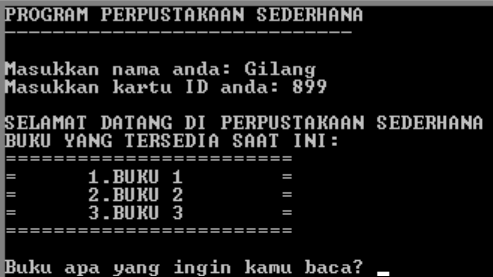 PROGRAM PERPUSTAKAAN SEDERHANA
-----------------------------
Masukkan nama anda: Gilang
Masukkan kartu ID anda: 899
SELAMAT DATANG DI PERPUSTAKAAN SEDERHANA
BUKU YANG TERSEDIA SAAT INI:
========================
=      1.BUKU 1        =
=      2.BUKU 2        =
=      3.BUKU 3        =
========================
Buku apa yang ingin kamu baca? _